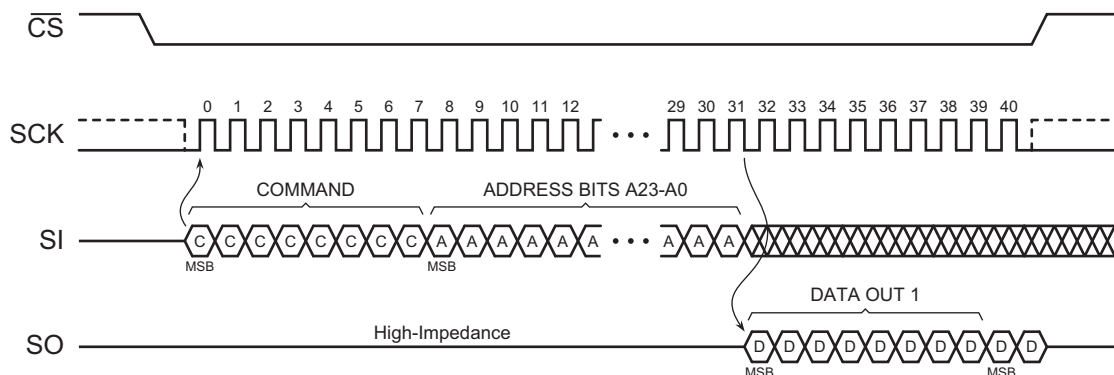 CS
0 1 2 3 4 5 6 7 8 9 10 11 12 29 30 31 32 33 34 35 36 37 38 39 40
SCK
COMMAND ADDRESS BITS A23-A0
SI C C C C C C C C A A A A A A A A A
MSB MSB
DATA OUT 1
High-Impedance
SO D D D D D D D D D D
MSB MSB